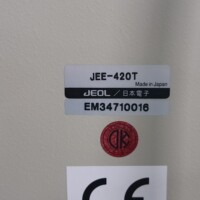 JEE-420T
Made in Japan
JEOL／日本電子
EM34710016
CE